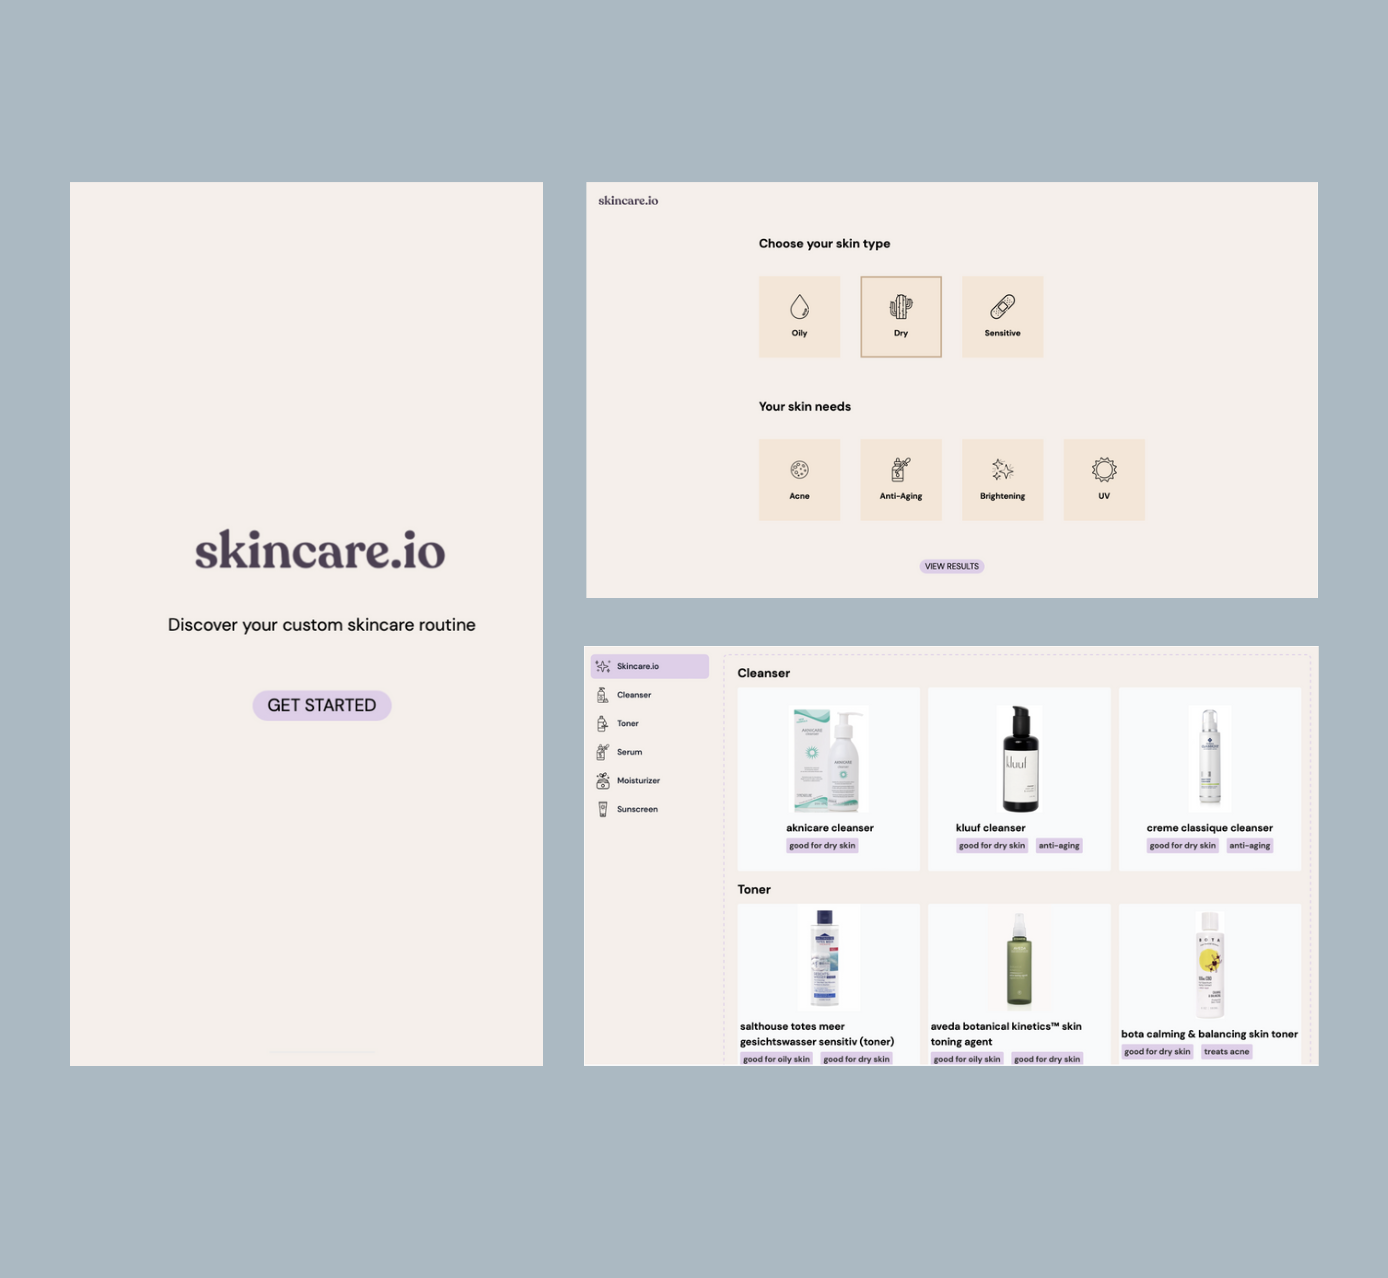 skincare.io
Discover your custom skincare routine
GET STARTED
skincare.io
Choose your skin type
Oily
Dry
Sensitive
Your skin needs
Acne
Anti-Aging
Brightening
UV
VIEW RESULTS
Skincare.io
Cleanser
Toner
Serum
Moisturizer
Sunscreen
Cleanser
AKNICARE
AKNICARE
kluuf
aknicare cleanser
good for dry skin
kluuf cleanser
good for dry skin
anti-aging
creme classique cleanser
good for dry skin
anti-aging
Toner
BOTA
salthouse totes meer
gesichtswasser sensitiv (toner)
good for oily skin
good for dry skin
aveda botanical kinetics™ skin
toning agent
good for oily skin
good for dry skin
bota calming & balancing skin toner
good for dry skin
treats acne